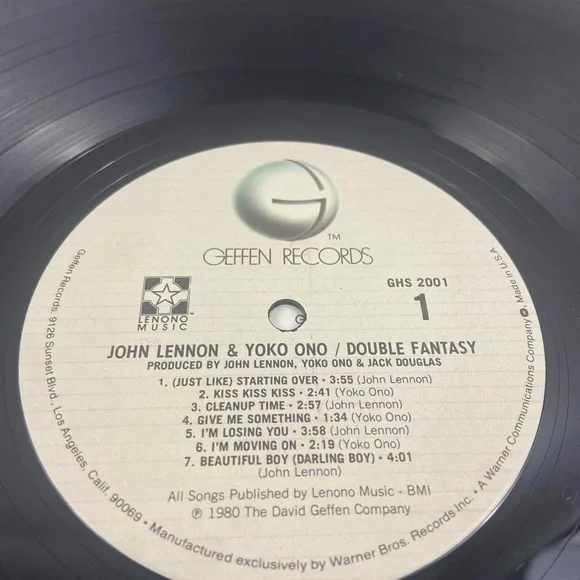 G
™
GEFFEN RECORDS
GHS 2001
1
LENONO™
MUSIC
JOHN LENNON & YOKO ONO / DOUBLE FANTASY
PRODUCED BY JOHN LENNON, YOKO ONO & JACK DOUGLAS
1. (JUST LIKE) STARTING OVER • 3:55 (John Lennon)
2. KISS KISS KISS • 2:41 (Yoko Ono)
3. CLEANUP TIME • 2:57 (John Lennon)
4. GIVE ME SOMETHING • 1:34 (Yoko Ono)
5. I'M LOSING YOU • 3:58 (John Lennon)
6. I'M MOVING ON • 2:19 (Yoko Ono)
7. BEAUTIFUL BOY (DARLING BOY) • 4:01
(John Lennon)
All Songs Published by Lenono Music - BMI
℗ 1980 The David Geffen Company
Geffen Records, 9126 Sunset Blvd., Los Angeles, Calif. 90069 • Manufactured exclusively by Warner Bros. Records Inc. • A Warner Communications Company, Made in U.S.A.